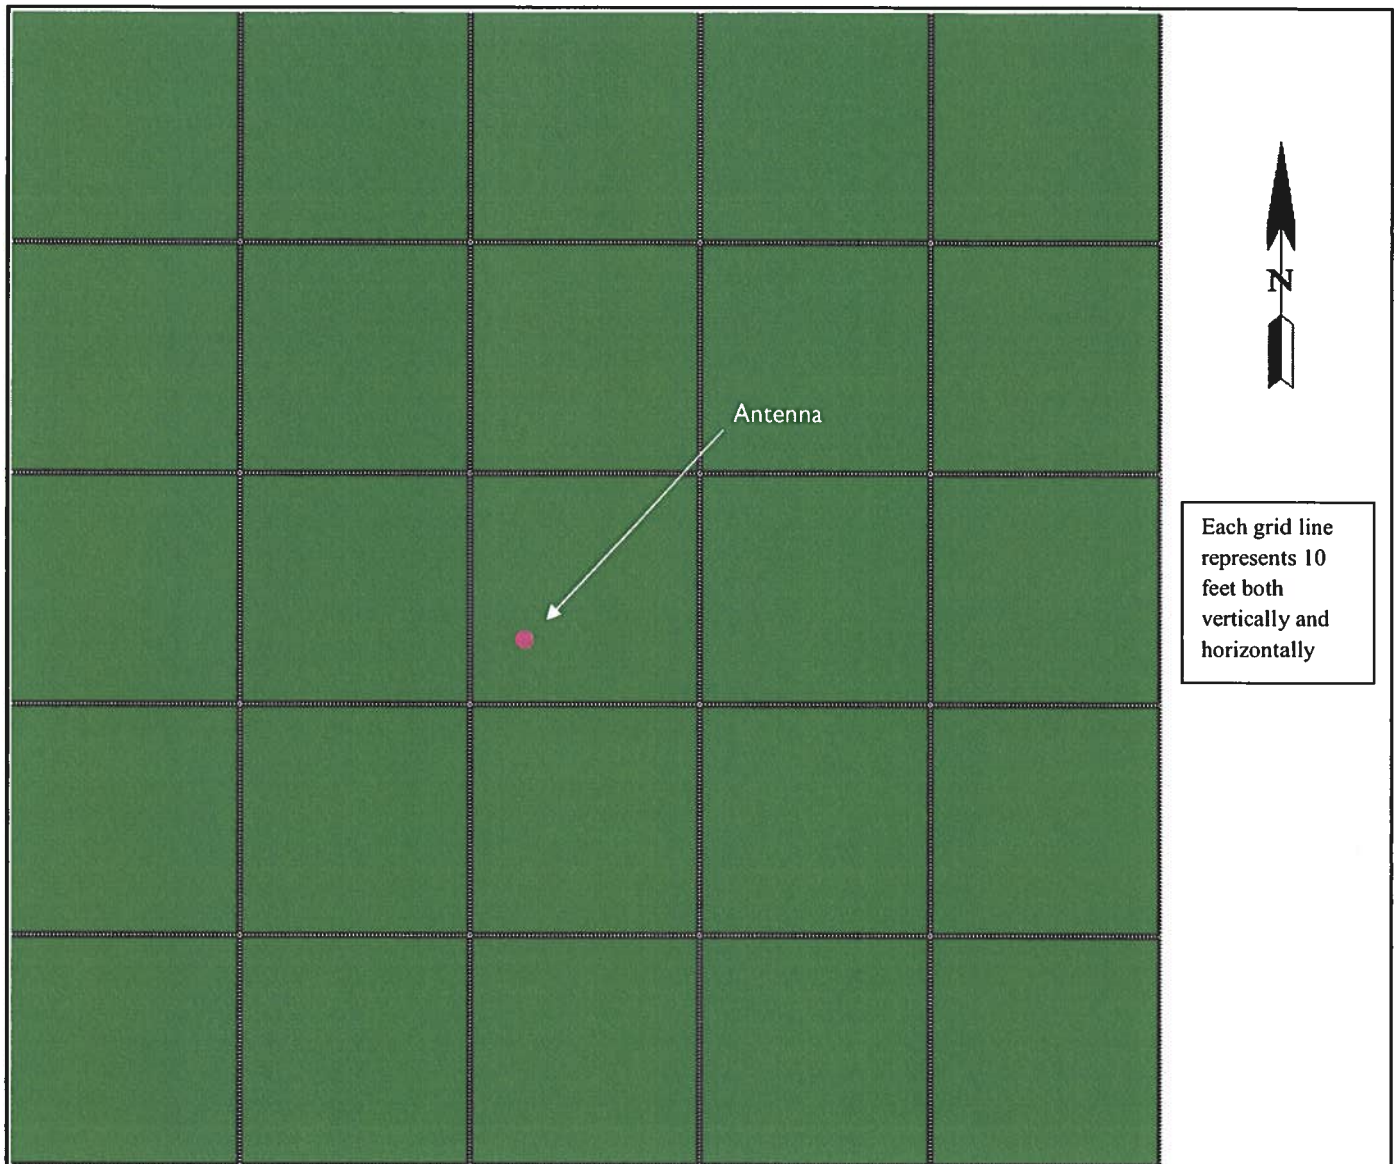 N
Antenna
Each grid line
represents 10
feet both
vertically and
horizontally